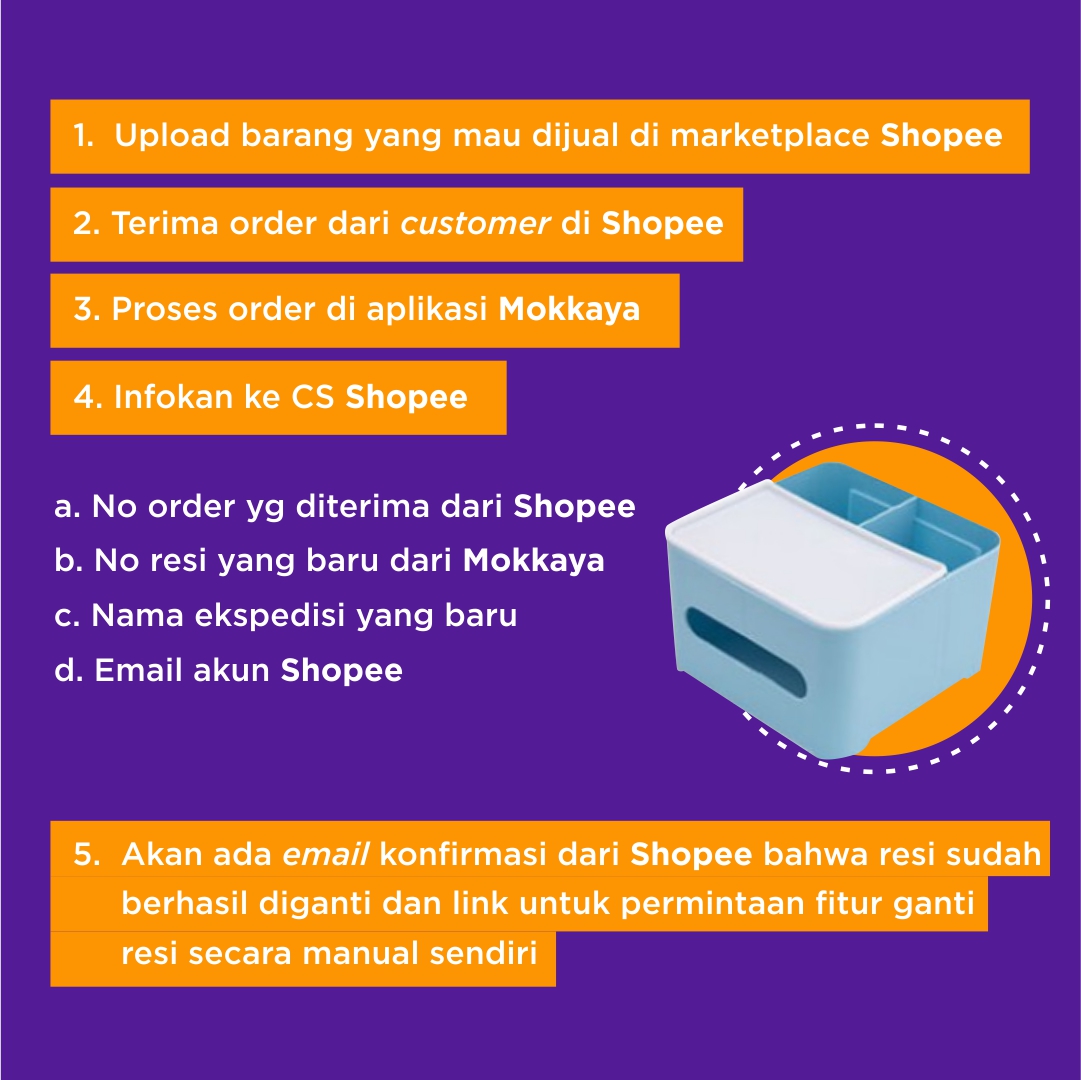 1. Upload barang yang mau dijual di marketplace Shopee
2. Terima order dari customer di Shopee
3. Proses order di aplikasi Mokkaya
4. Infokan ke CS Shopee
a. No order yg diterima dari Shopee
b. No resi yang baru dari Mokkaya
c. Nama ekspedisi yang baru
d. Email akun Shopee
5. Akan ada email konfirmasi dari Shopee bahwa resi sudah
berhasil diganti dan link untuk permintaan fitur ganti
resi secara manual sendiri